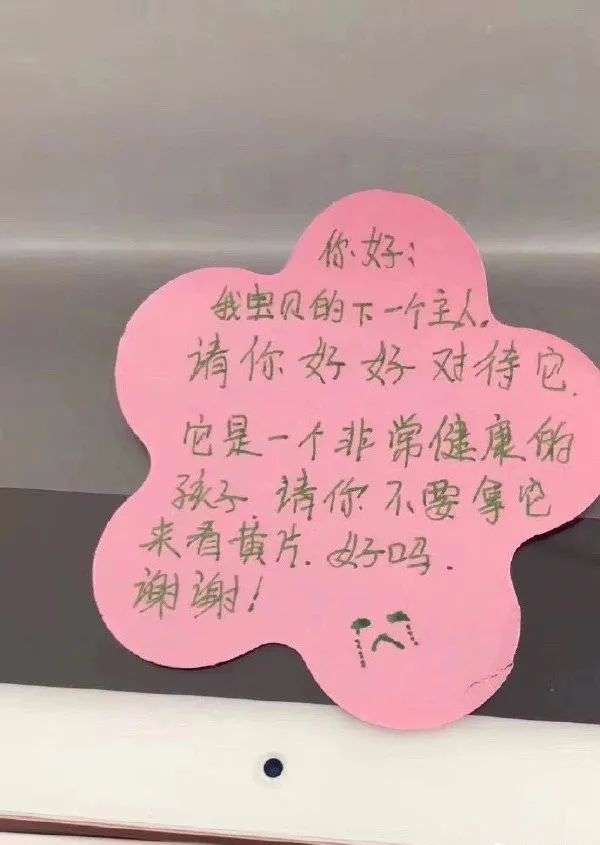 你好：
我宝贝的下一个主人，
请你好好对待它.
它是一个非常健康的
孩子.请你不要拿它
来看黄片.好吗.
谢谢！